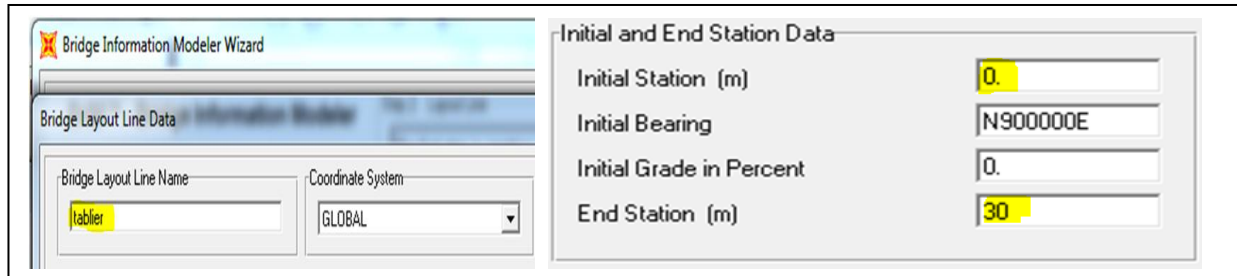 Bridge Information Modeler Wizard
Bridge Layout Line Data
Bridge Layout Line Name
tablier
Coordinate System
GLOBAL
Initial and End Station Data
Initial Station (m)
0.
Initial Bearing
N900000E
Initial Grade in Percent
0.
End Station (m)
30